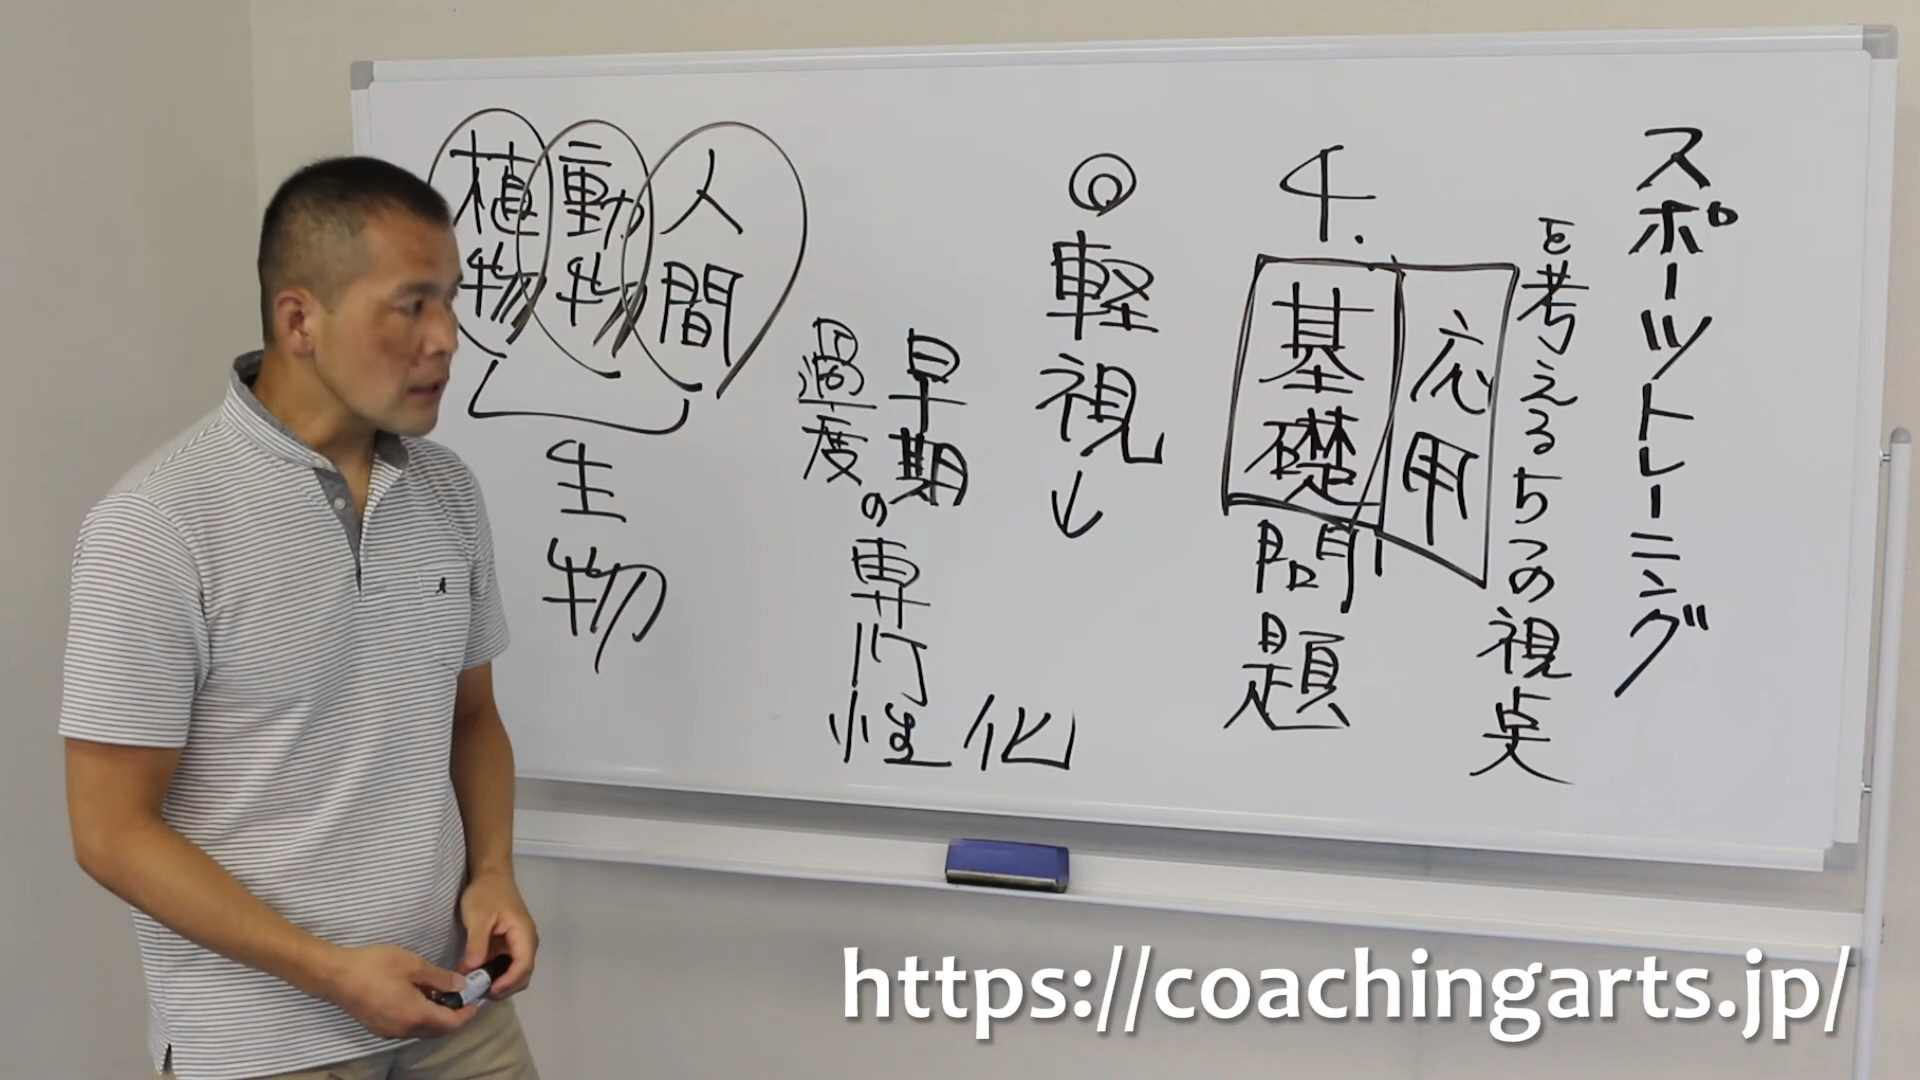 スポーツトレーニング
を考える5つの視点
4.
応用
基礎問題
◎軽視↓
早期
過度
の専門性化
人間
動物
植物
生物
https://coachingarts.jp/